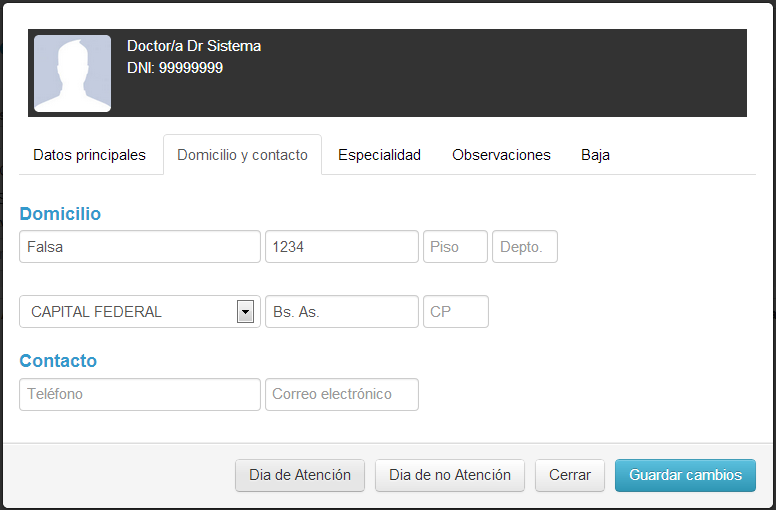 Doctor/a Dr Sistema
DNI: 99999999
Datos principales Domicilio y contacto Especialidad Observaciones Baja
Domicilio
Falsa 1234 Piso Depto.
CAPITAL FEDERAL Bs. As. CP
Contacto
Teléfono Correo electrónico
Dia de Atención Dia de no Atención Cerrar Guardar cambios